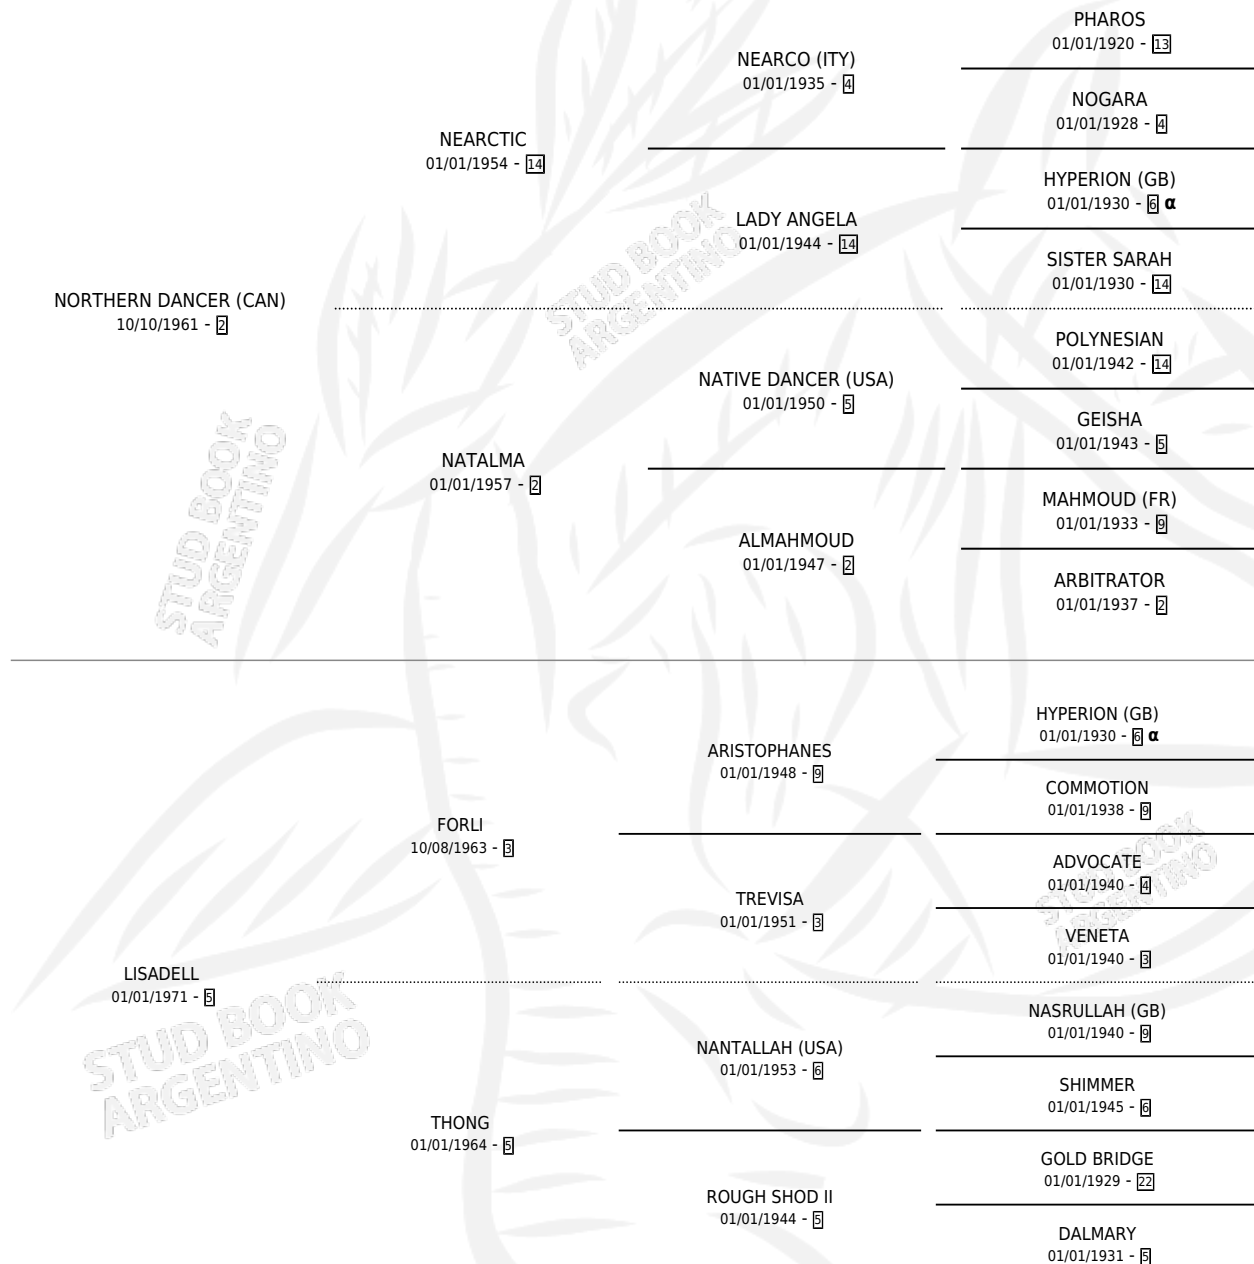 PHAROS
01/01/1920 - 13
NEARCO (ITY)
01/01/1935 - 4
NOGARA
01/01/1928 - 4
NEARCTIC
01/01/1954 - 14
HYPERION (GB)
01/01/1930 - 6 α
LADY ANGELA
01/01/1944 - 14
SISTER SARAH
01/01/1930 - 14
NORTHERN DANCER (CAN)
10/10/1961 - 2
POLYNESIAN
01/01/1942 - 14
NATIVE DANCER (USA)
01/01/1950 - 5
GEISHA
01/01/1943 - 5
NATALMA
01/01/1957 - 2
MAHMOUD (FR)
01/01/1933 - 9
ALMAHMOUD
01/01/1947 - 2
ARBITRATOR
01/01/1937 - 2
HYPERION (GB)
01/01/1930 - 6 α
ARISTOPHANES
01/01/1948 - 9
COMMOTION
01/01/1938 - 9
FORLI
10/08/1963 - 3
ADVOCATE
01/01/1940 - 4
TREVISA
01/01/1951 - 3
VENETA
01/01/1940 - 3
LISADELL
01/01/1971 - 5
NASRULLAH (GB)
01/01/1940 - 9
NANTALLAH (USA)
01/01/1953 - 6
SHIMMER
01/01/1945 - 6
THONG
01/01/1964 - 5
GOLD BRIDGE
01/01/1929 - 22
ROUGH SHOD II
01/01/1944 - 5
DALMARY
01/01/1931 - 5
STUD BOOK
ARGENTINO
STUD BOOK
ARGENTINO
STUD BOOK
ARGENTINO
STUD BOOK
ARGENTINO